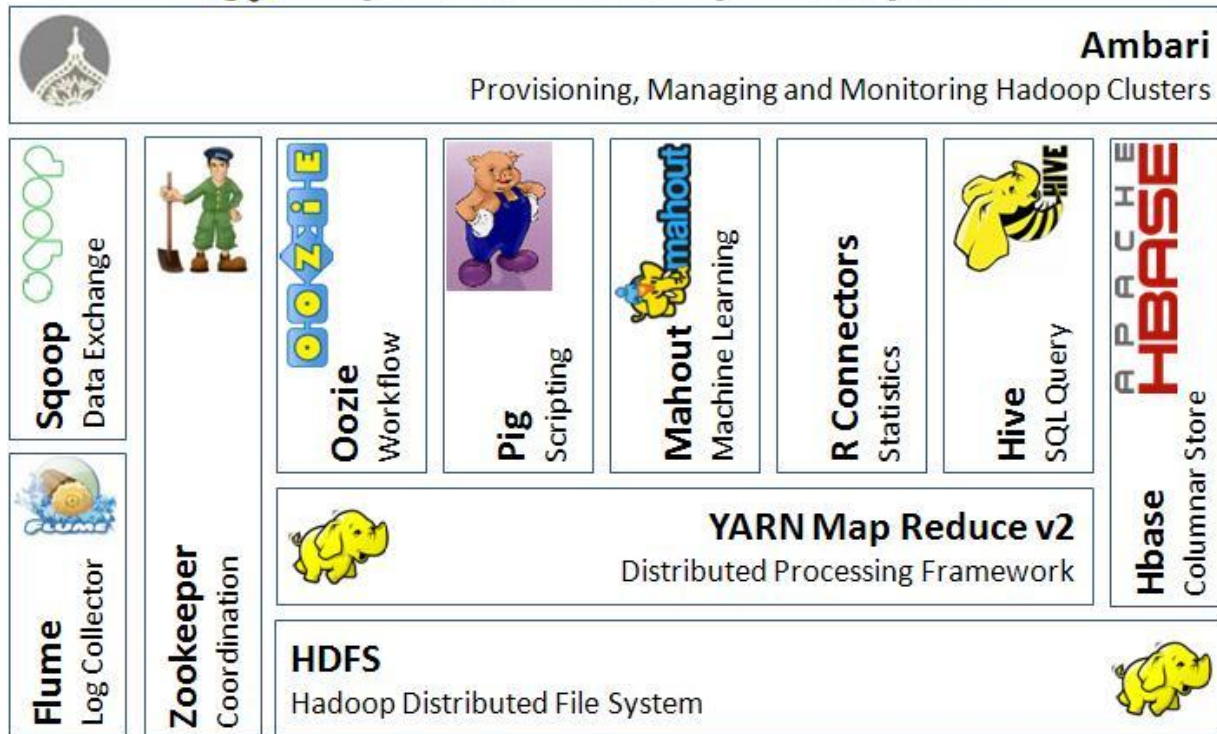 Ambari
Provisioning, Managing and Monitoring Hadoop Clusters
sqoop
Sqoop
Data Exchange
FLUME
Flume
Log Collector
Zookeeper
Coordination
OOZIE
Oozie
Workflow
Pig
Scripting
mahout
Mahout
Machine Learning
R Connectors
Statistics
HIVE
Hive
SQL Query
APACHE
HBASE
Hbase
Columnar Store
YARN Map Reduce v2
Distributed Processing Framework
HDFS
Hadoop Distributed File System